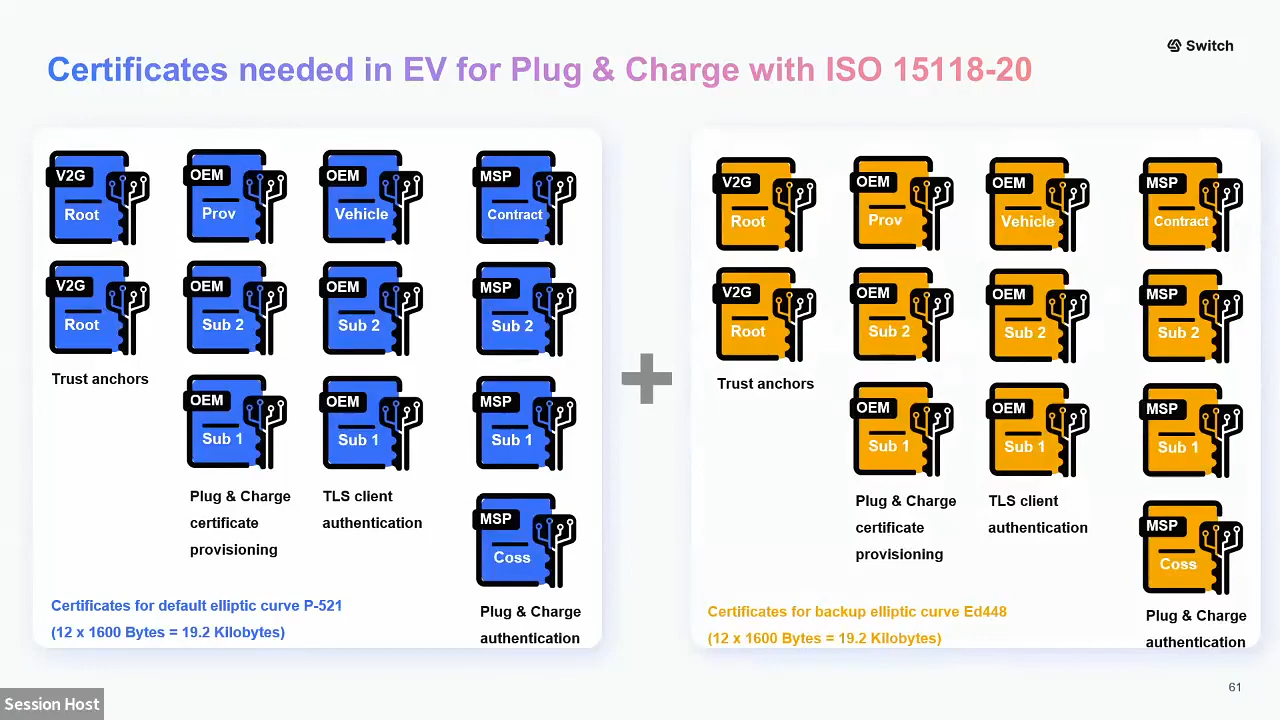 Switch
Certificates needed in EV for Plug & Charge with ISO 15118-20
V2G
Root
OEM
Prov
OEM
Vehicle
MSP
Contract
V2G
Root
OEM
Sub 2
OEM
Sub 2
MSP
Sub 2
Trust anchors
OEM
Sub 1
OEM
Sub 1
MSP
Sub 1
Plug & Charge
certificate
provisioning
TLS client
authentication
MSP
Coss
Plug & Charge
authentication
Certificates for default elliptic curve P-521
(12 x 1600 Bytes = 19.2 Kilobytes)
V2G
Root
OEM
Prov
OEM
Vehicle
MSP
Contract
V2G
Root
OEM
Sub 2
OEM
Sub 2
MSP
Sub 2
Trust anchors
OEM
Sub 1
OEM
Sub 1
MSP
Sub 1
Plug & Charge
certificate
provisioning
TLS client
authentication
MSP
Coss
Plug & Charge
authentication
Certificates for backup elliptic curve Ed448
(12 x 1600 Bytes = 19.2 Kilobytes)
61
Session Host